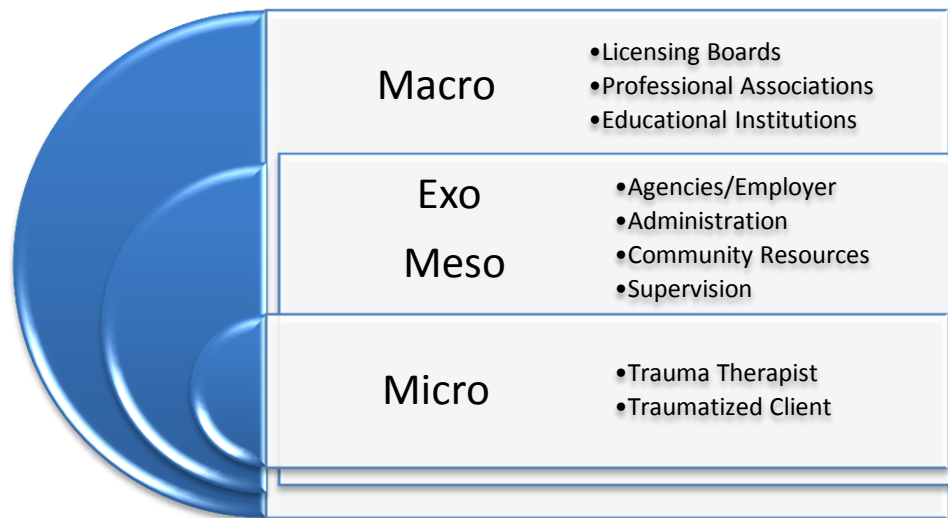 Macro
•Licensing Boards
•Professional Associations
•Educational Institutions
Exo
Meso
•Agencies/Employer
•Administration
•Community Resources
•Supervision
Micro
•Trauma Therapist
•Traumatized Client